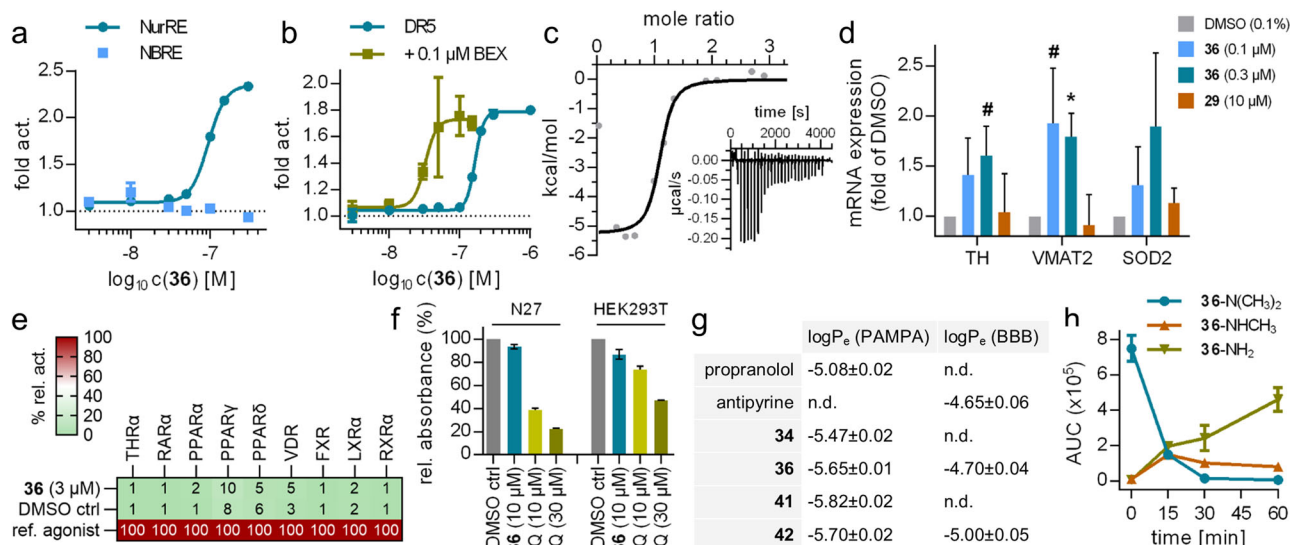 a
NurRE
NBRE
2.5
2.0
1.5
1.0
fold act.
-8
-7
log10 c(36) [M]
b
DR5
+ 0.1 µM BEX
1.8
1.6
1.4
1.2
1.0
fold act.
-8
-7
-6
log10 c(36) [M]
c
mole ratio
0
1
2
3
0
-1
-2
-3
-4
-5
-6
kcal/mol
time [s]
0
2000
4000
0.00
-0.05
-0.10
-0.15
-0.20
µcal/s
d
DMSO (0.1%)
36 (0.1 µM)
36 (0.3 µM)
29 (10 µM)
2.5
2.0
1.5
1.0
mRNA expression
(fold of DMSO)
#
#
*
TH
VMAT2
SOD2
e
100
80
60
40
20
0
% rel. act.
THRα
RARα
PPARα
PPARγ
PPARδ
VDR
FXR
LXRα
RXRα
36 (3 µM) 1 1 2 10 5 5 1 2 1
DMSO ctrl 1 1 1 8 6 3 1 2 1
ref. agonist 100 100 100 100 100 100 100 100 100
f
N27
HEK293T
100
80
60
40
20
0
rel. absorbance (%)
DMSO ctrl
36 (10 µM)
Q (10 µM)
Q (30 µM)
DMSO ctrl
36 (10 µM)
Q (10 µM)
Q (30 µM)
g
logPe (PAMPA) logPe (BBB)
propranolol -5.08±0.02 n.d.
antipyrine n.d. -4.65±0.06
34 -5.47±0.02 n.d.
36 -5.65±0.01 -4.70±0.04
41 -5.82±0.02 n.d.
42 -5.70±0.02 -5.00±0.05
h
36-N(CH3)2
36-NHCH3
36-NH2
8
6
4
2
0
AUC (x10⁵)
0
15
30
45
60
time [min]